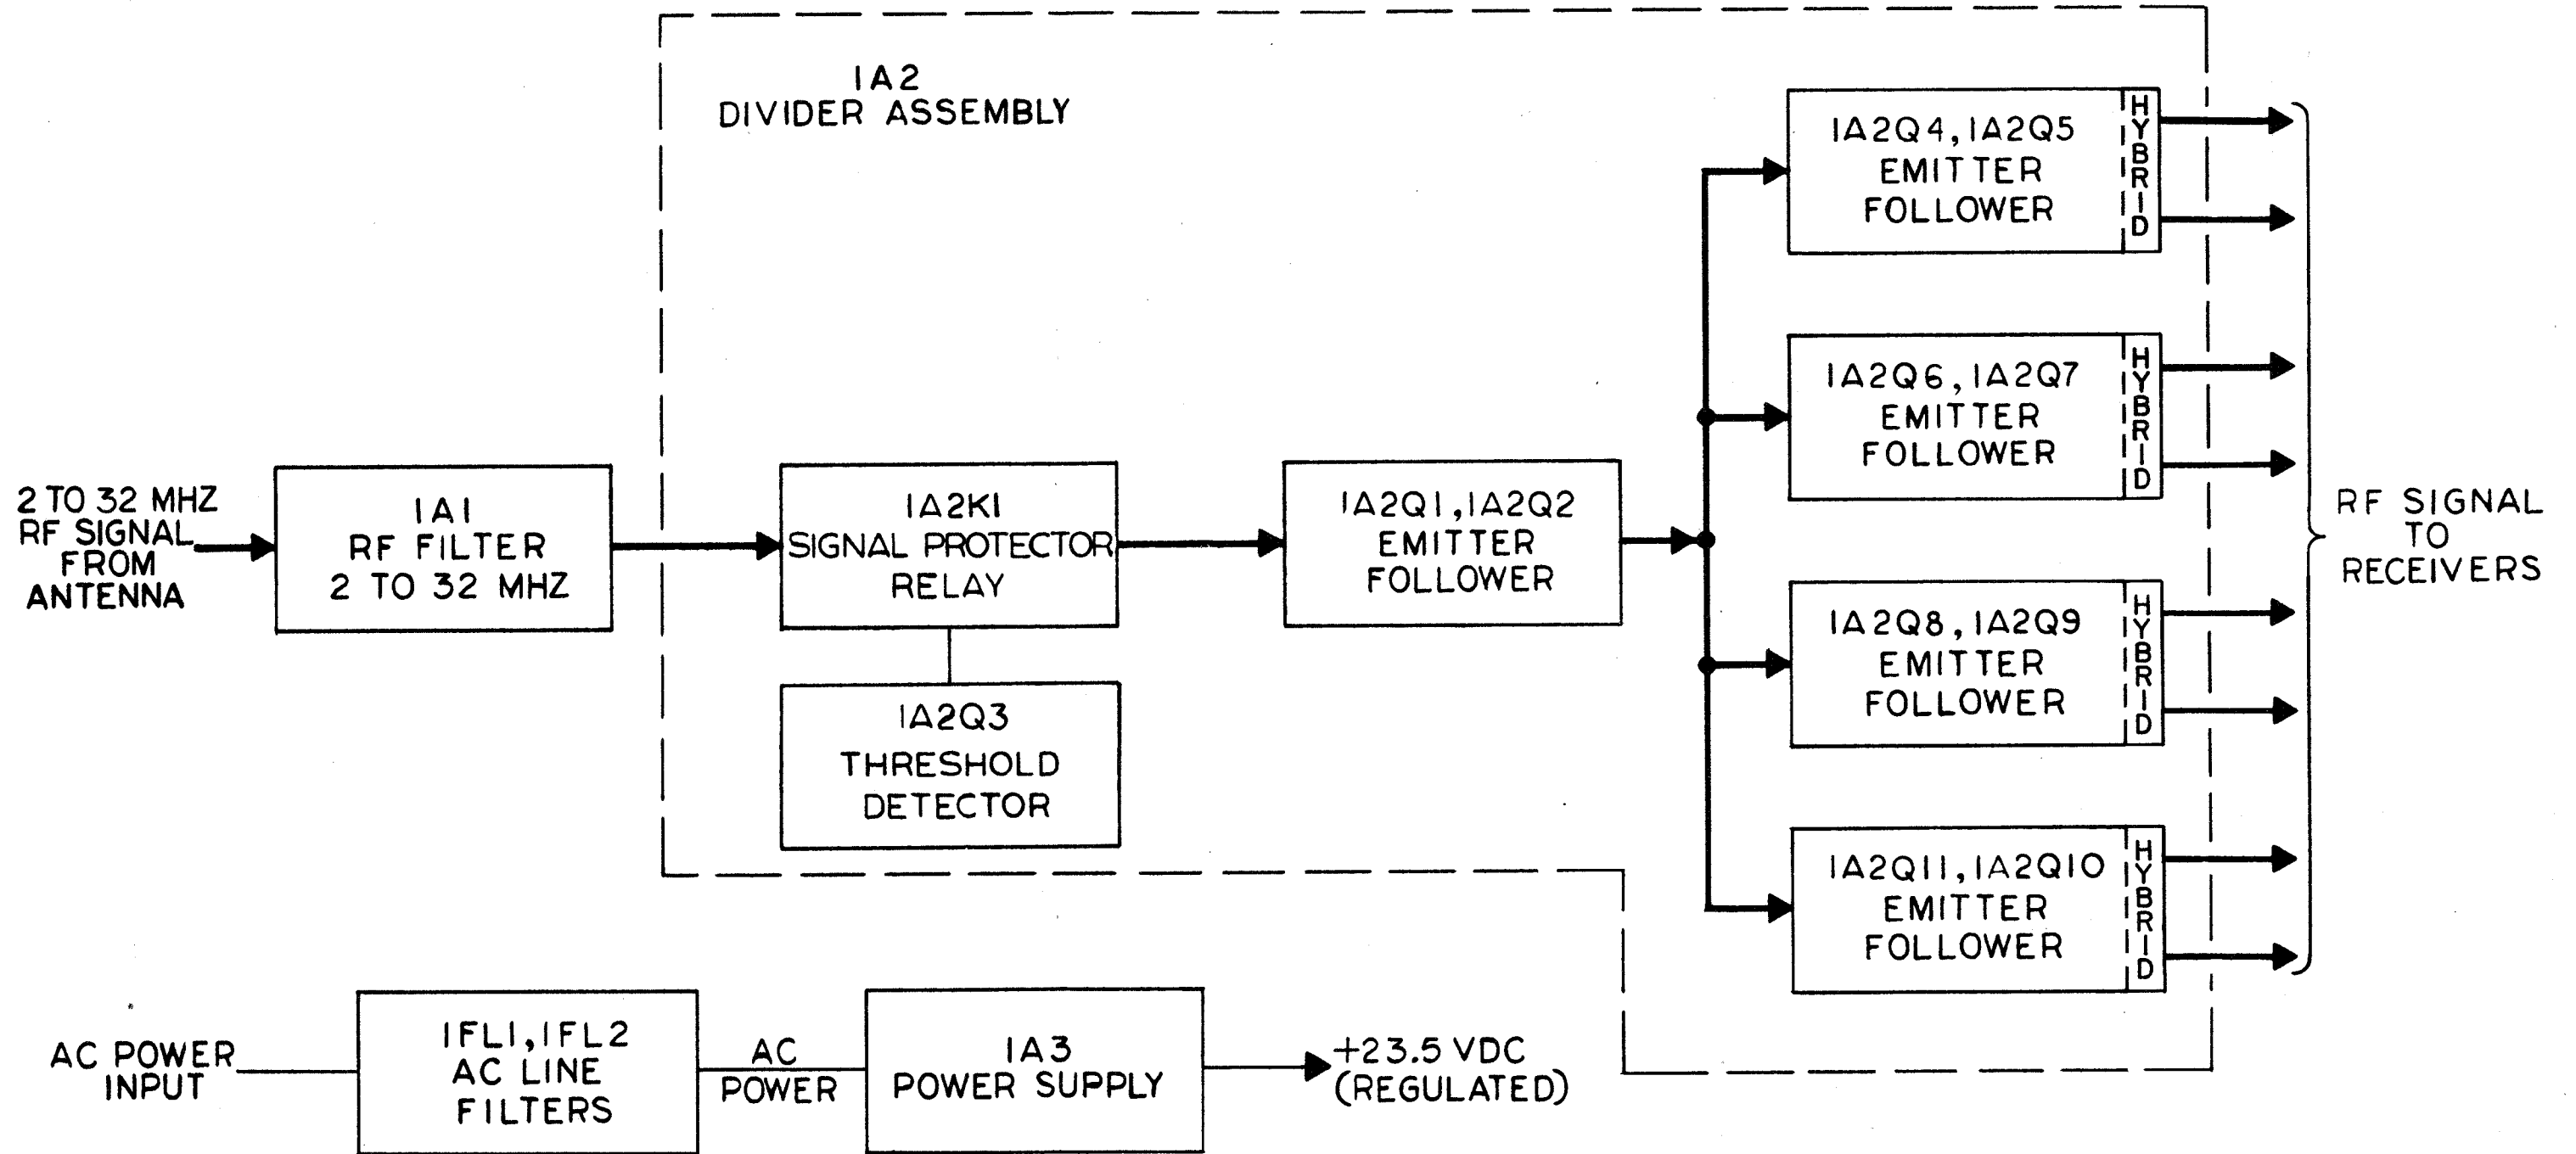 1A2
DIVIDER ASSEMBLY
1A2Q4, 1A2Q5
EMITTER
FOLLOWER
HYBRID
1A2Q6, 1A2Q7
EMITTER
FOLLOWER
HYBRID
2 TO 32 MHZ
RF SIGNAL
FROM
ANTENNA
1A1
RF FILTER
2 TO 32 MHZ
1A2K1
SIGNAL PROTECTOR
RELAY
1A2Q1, 1A2Q2
EMITTER
FOLLOWER
RF SIGNAL
TO
RECEIVERS
1A2Q8, 1A2Q9
EMITTER
FOLLOWER
HYBRID
1A2Q3
THRESHOLD
DETECTOR
1A2Q11, 1A2Q10
EMITTER
FOLLOWER
HYBRID
AC POWER
INPUT
1FL1, 1FL2
AC LINE
FILTERS
AC
POWER
1A3
POWER SUPPLY
+23.5 VDC
(REGULATED)